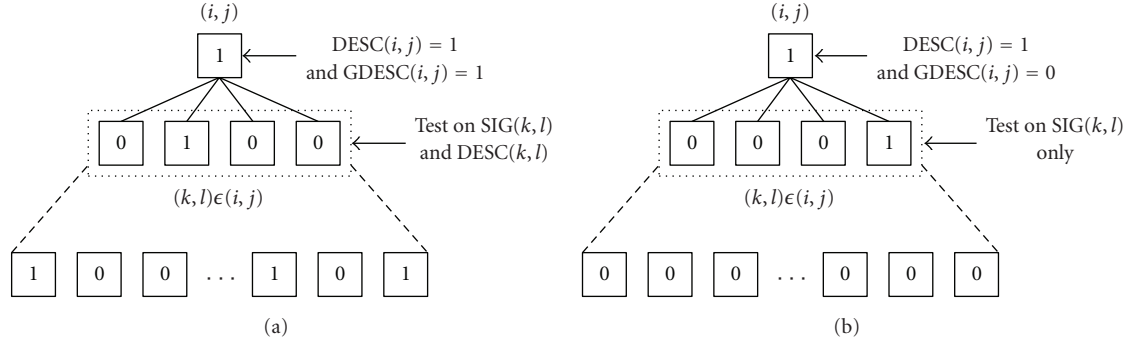 (i, j)
1
DESC(i, j) = 1
and GDESC(i, j) = 1
0 1 0 0
Test on SIG(k, l)
and DESC(k, l)
(k, l)ϵ(i, j)
1 0 0 . . . 1 0 1
(a)
(i, j)
1
DESC(i, j) = 1
and GDESC(i, j) = 0
0 0 0 1
Test on SIG(k, l)
only
(k, l)ϵ(i, j)
0 0 0 . . . 0 0 0
(b)